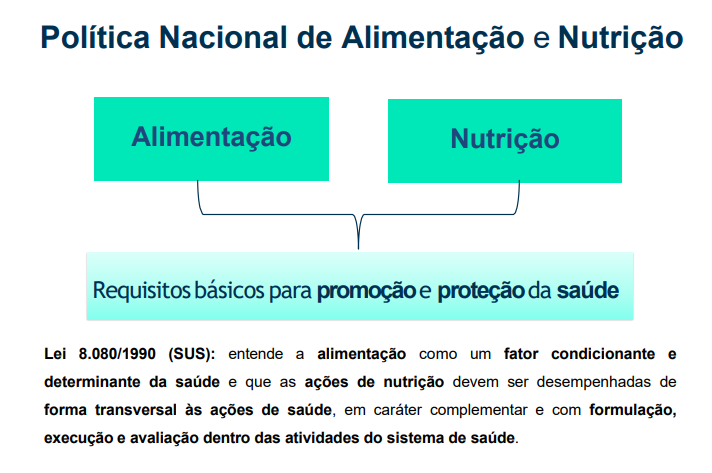 Política Nacional de Alimentação e Nutrição
Alimentação
Nutrição
Requisitos básicos para promoção e proteção da saúde
Lei 8.080/1990 (SUS): entende a alimentação como um fator condicionante e
determinante da saúde e que as ações de nutrição devem ser desempenhadas de
forma transversal às ações de saúde, em caráter complementar e com formulação,
execução e avaliação dentro das atividades do sistema de saúde.